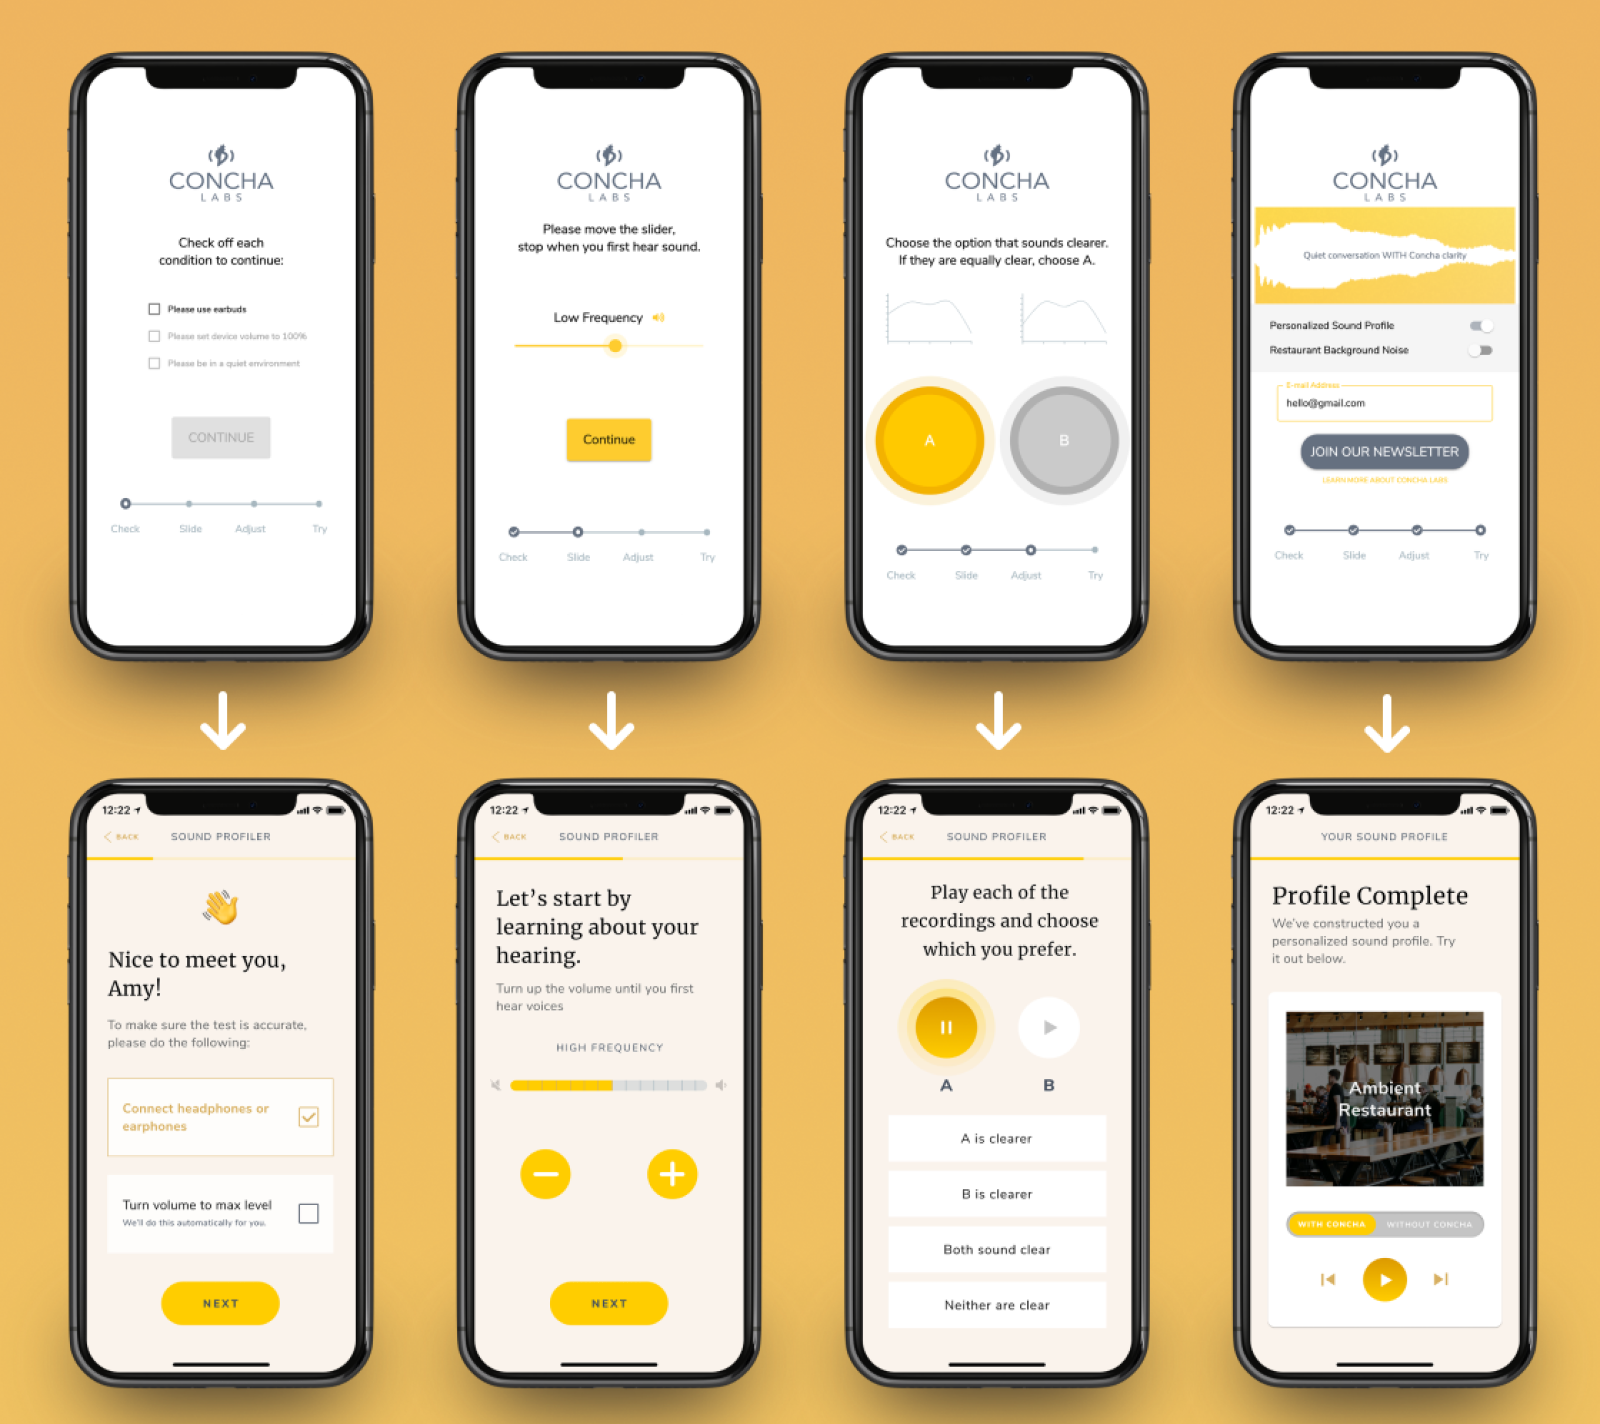 CONCHA
LABS
Check off each
condition to continue:
Please use earbuds
Please set device volume to 100%
Please be in a quiet environment
CONTINUE
Check Slide Adjust Try
CONCHA
LABS
Please move the slider,
stop when you first hear sound.
Low Frequency
Continue
Check Slide Adjust Try
CONCHA
LABS
Choose the option that sounds clearer.
If they are equally clear, choose A.
A B
Check Slide Adjust Try
CONCHA
LABS
Quiet conversation WITH Concha clarity
Personalized Sound Profile
Restaurant Background Noise
E-mail Address
hello@gmail.com
JOIN OUR NEWSLETTER
LEARN MORE ABOUT CONCHA LABS
Check Slide Adjust Try
12:22
BACK SOUND PROFILER
Nice to meet you,
Amy!
To make sure the test is accurate,
please do the following:
Connect headphones or
earphones
Turn volume to max level
We'll do this automatically for you.
NEXT
12:22
BACK SOUND PROFILER
Let's start by
learning about your
hearing.
Turn up the volume until you first
hear voices
HIGH FREQUENCY
NEXT
12:22
BACK SOUND PROFILER
Play each of the
recordings and choose
which you prefer.
A B
A is clearer
B is clearer
Both sound clear
Neither are clear
12:22
YOUR SOUND PROFILE
Profile Complete
We've constructed you a
personalized sound profile. Try
it out below.
Ambient
Restaurant
WITH CONCHA WITHOUT CONCHA